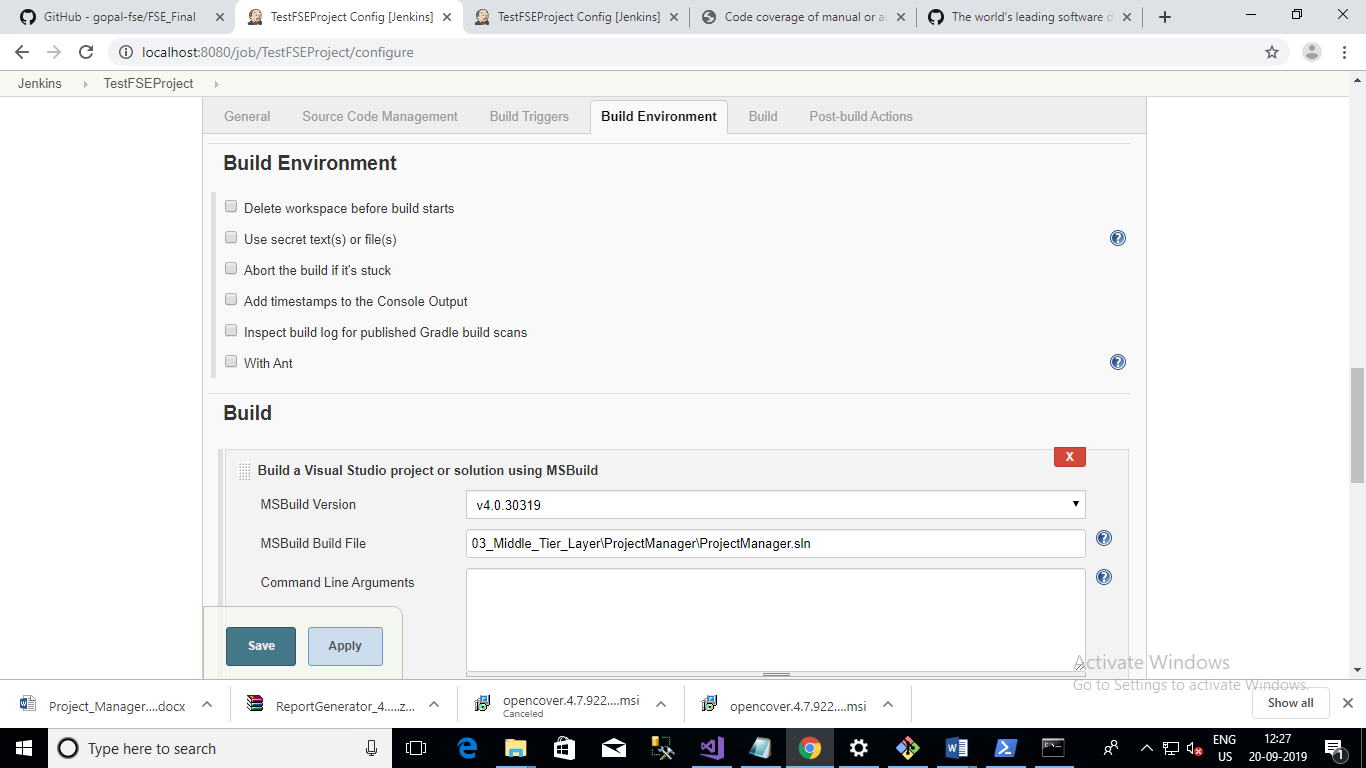 GitHub - gopal-fse/FSE_Final
TestFSEProject Config [Jenkins]
TestFSEProject Config [Jenkins]
Code coverage of manual or au
The world's leading software d
localhost:8080/job/TestFSEProject/configure
Jenkins
TestFSEProject
General
Source Code Management
Build Triggers
Build Environment
Build
Post-build Actions
Build Environment
Delete workspace before build starts
Use secret text(s) or file(s)
?
Abort the build if it's stuck
Add timestamps to the Console Output
Inspect build log for published Gradle build scans
With Ant
?
Build
X
Build a Visual Studio project or solution using MSBuild
MSBuild Version
v4.0.30319
MSBuild Build File
03_Middle_Tier_Layer\ProjectManager\ProjectManager.sln
?
Command Line Arguments
?
Save
Apply
Activate Windows
Go to Settings to activate Windows.
Project_Manager....docx
ReportGenerator_4.....z...
opencover.4.7.922....msi
Canceled
opencover.4.7.922....msi
Show all
Type here to search
ENG
US
12:27
20-09-2019
1